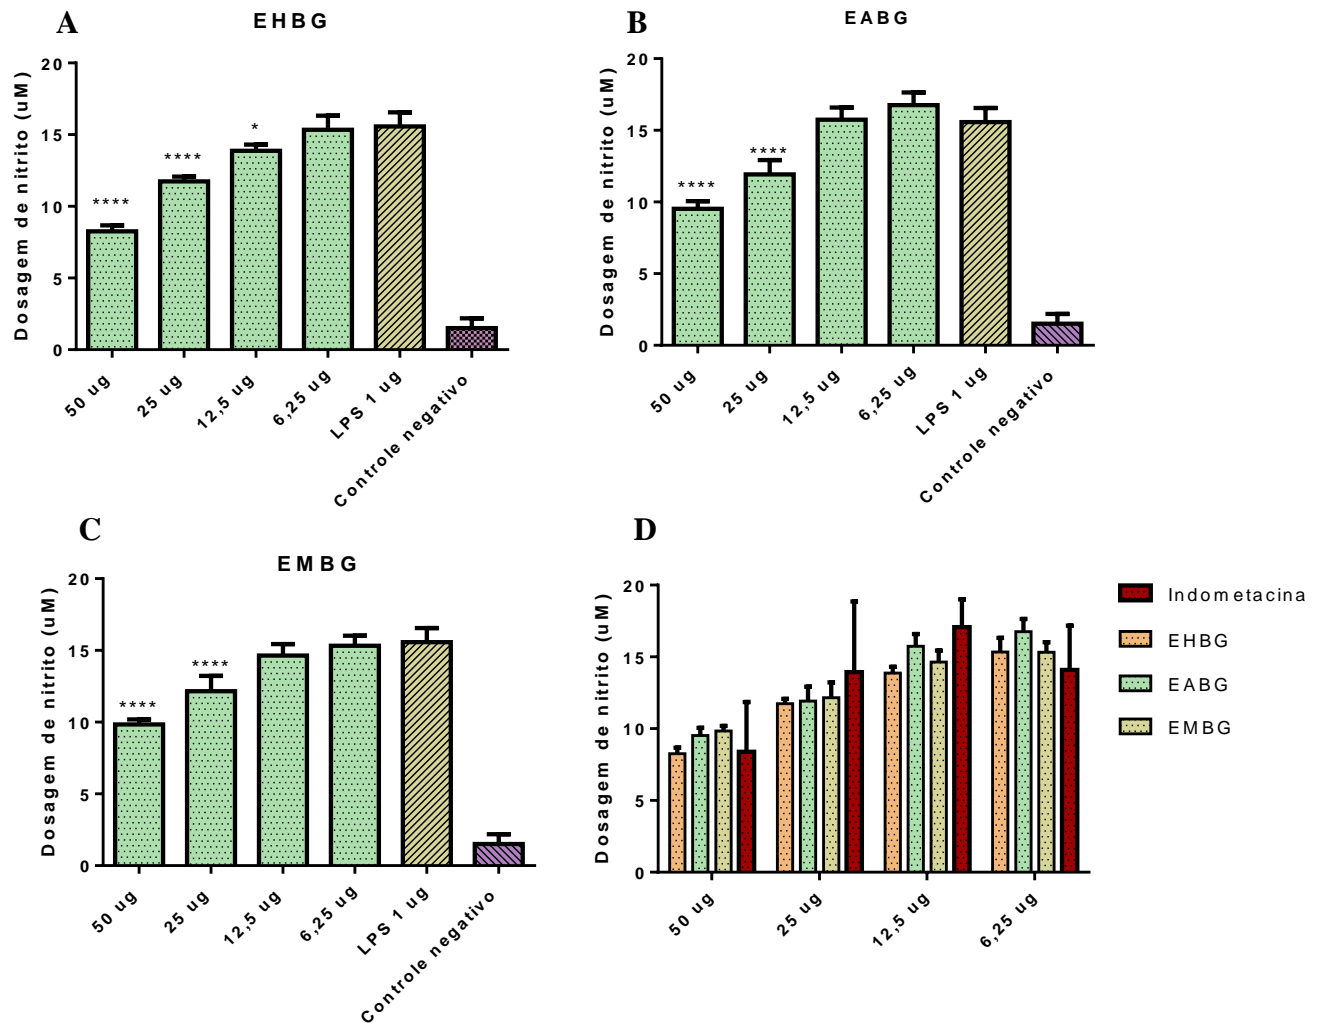 A
EHBG
Dosagem de nitrito (uM)
20
15
10
5
0
****
****
*
50 ug
25 ug
12,5 ug
6,25 ug
LPS 1 ug
Controle negativo
B
EABG
Dosagem de nitrito (uM)
20
15
10
5
0
****
****
50 ug
25 ug
12,5 ug
6,25 ug
LPS 1 ug
Controle negativo
C
EMBG
Dosagem de nitrito (uM)
20
15
10
5
0
****
****
50 ug
25 ug
12,5 ug
6,25 ug
LPS 1 ug
Controle negativo
D
Dosagem de nitrito (uM)
20
15
10
5
0
50 ug
25 ug
12,5 ug
6,25 ug
Indometacina
EHBG
EABG
EMBG